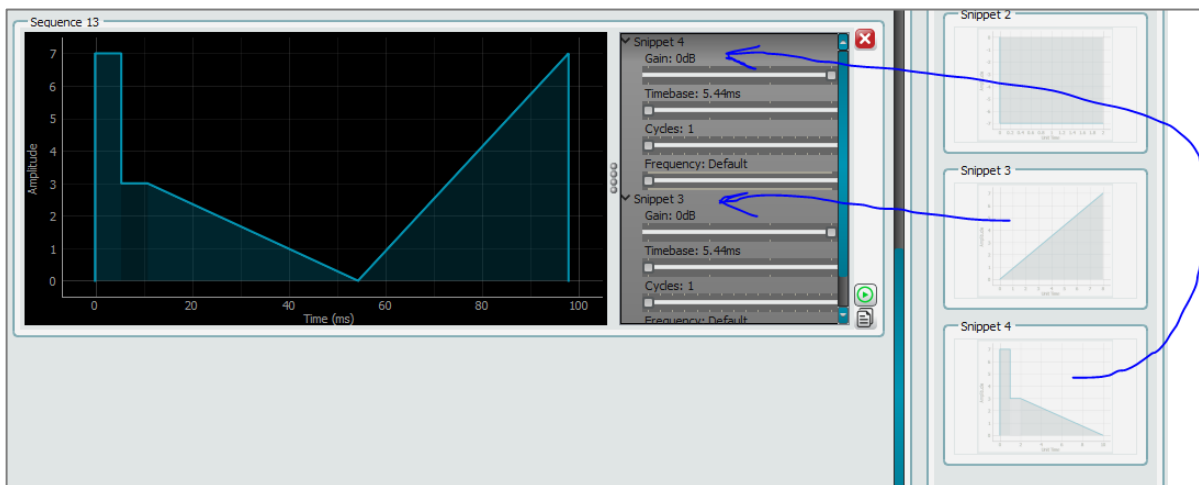 Sequence 13
7
6
5
4
3
2
1
0
Amplitude
0
20
40
60
80
100
Time (ms)
Snippet 4
Gain: 0dB
Timebase: 5.44ms
Cycles: 1
Frequency: Default
Snippet 3
Gain: 0dB
Timebase: 5.44ms
Cycles: 1
Frequency: Default
Snippet 2
Snippet 3
Snippet 4